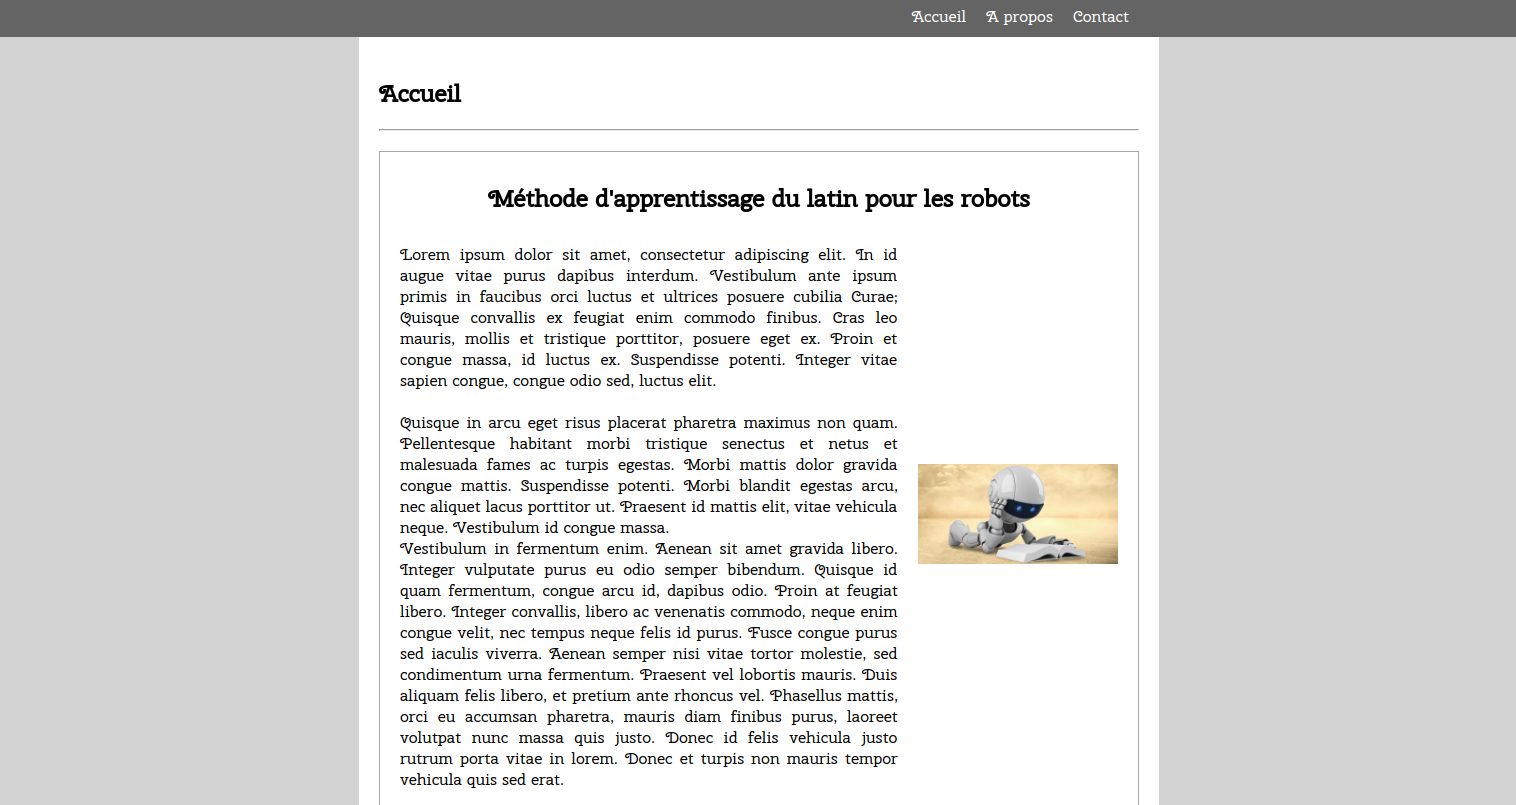 Accueil A propos Contact
Accueil
Méthode d'apprentissage du latin pour les robots
Lorem ipsum dolor sit amet, consectetur adipiscing elit. In id
augue vitae purus dapibus interdum. Vestibulum ante ipsum
primis in faucibus orci luctus et ultrices posuere cubilia Curae;
Quisque convallis ex feugiat enim commodo finibus. Cras leo
mauris, mollis et tristique porttitor, posuere eget ex. Proin et
congue massa, id luctus ex. Suspendisse potenti. Integer vitae
sapien congue, congue odio sed, luctus elit.
Quisque in arcu eget risus placerat pharetra maximus non quam.
Pellentesque habitant morbi tristique senectus et netus et
malesuada fames ac turpis egestas. Morbi mattis dolor gravida
congue mattis. Suspendisse potenti. Morbi blandit egestas arcu,
nec aliquet lacus porttitor ut. Praesent id mattis elit, vitae vehicula
neque. Vestibulum id congue massa.
Vestibulum in fermentum enim. Aenean sit amet gravida libero.
Integer vulputate purus eu odio semper bibendum. Quisque id
quam fermentum, congue arcu id, dapibus odio. Proin at feugiat
libero. Integer convallis, libero ac venenatis commodo, neque enim
congue velit, nec tempus neque felis id purus. Fusce congue purus
sed iaculis viverra. Aenean semper nisi vitae tortor molestie, sed
condimentum urna fermentum. Praesent vel lobortis mauris. Duis
aliquam felis libero, et pretium ante rhoncus vel. Phasellus mattis,
orci eu accumsan pharetra, mauris diam finibus purus, laoreet
volutpat nunc massa quis justo. Donec id felis vehicula justo
rutrum porta vitae in lorem. Donec et turpis non mauris tempor
vehicula quis sed erat.